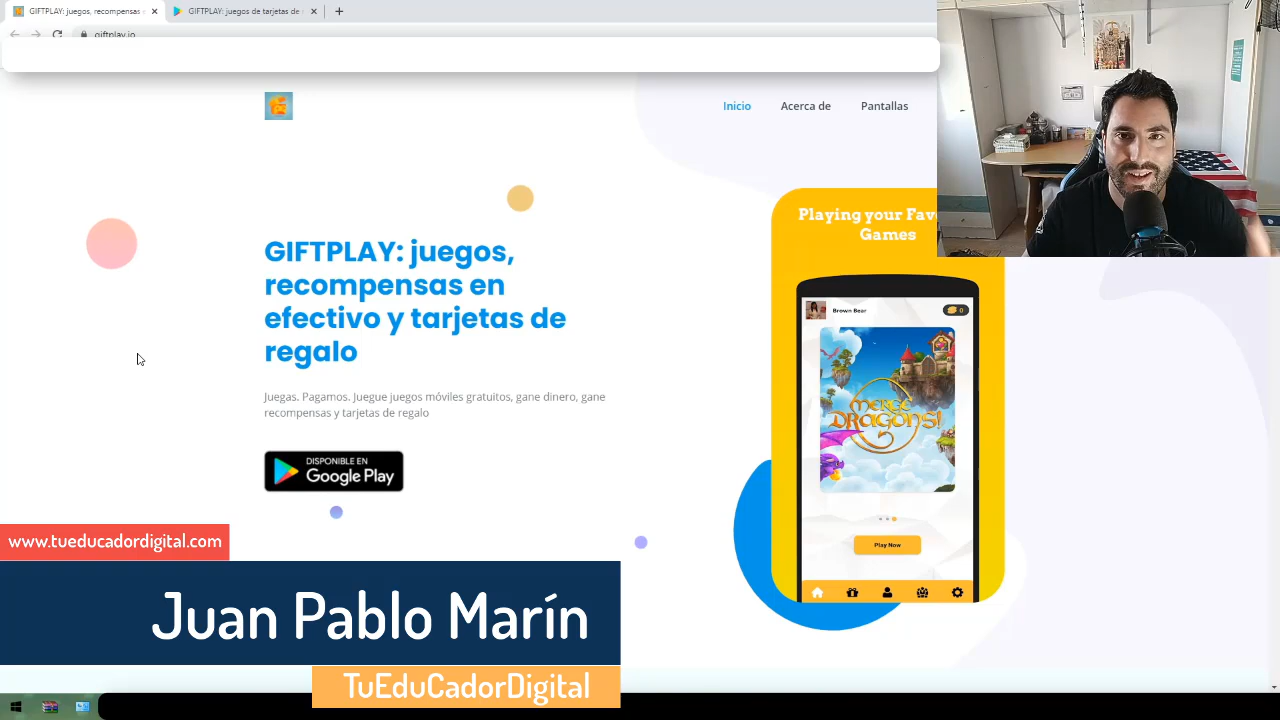 GIFTPLAY: juegos, recompensas e
GIFTPLAY: juegos de tarjetas de
giftplay.io
Inicio
Acerca de
Pantallas
GIFTPLAY: juegos,
recompensas en
efectivo y tarjetas de
regalo
Juegas. Pagamos. Juegue juegos móviles gratuitos, gane dinero, gane
recompensas y tarjetas de regalo
DISPONIBLE EN
Google Play
Playing your Fav
Games
Brown Bear
0
MERGE
DRAGONS!
Play Now
www.tueducadordigital.com
Juan Pablo Marín
TuEduCadorDigital